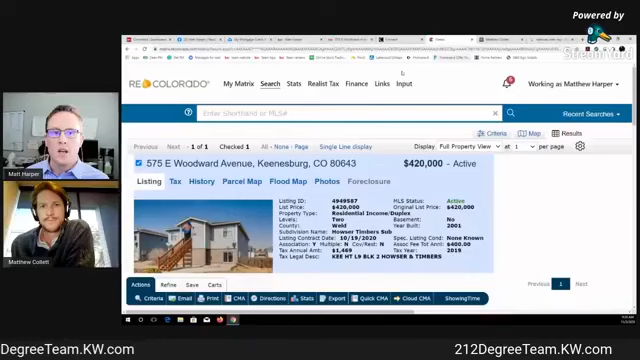 Powered by
StreamYard
RECOLORADO
My Matrix
Search
Stats
Realist Tax
Finance
Links
Input
Working as Matthew Harper
Enter Shorthand or MLS#
Recent Searches
Criteria
Map
Results
Previous · 1 of 1 · Checked 1
All · None · Page
Single Line display
Display Full Property View at 1 per page
575 E Woodward Avenue, Keenesburg, CO 80643
$420,000 - Active
Listing
Tax
History
Parcel Map
Flood Map
Photos
Foreclosure
Listing ID: 4949587
List Price: $420,000
Property Type: Residential Income/Duplex
Levels: Two
County: Weld
Subdivision Name: Howser Timbers Sub
Listing Contract Date: 10/19/2020
Association: Y Multiple: N Cov/Rest: N
Tax Annual Amt: $1,469
Tax Legal Desc: KEE HT L9 BLK 2 HOWSER & TIMBERS
MLS Status: Active
Original List Price: $420,000
Basement: No
Year Built: 2001
Spec. Listing Cond: None Known
Assoc Fee Tot Annl: $400.00
Tax Year: 2019
Matt Harper
Matthew Collett
Actions
Refine
Save
Carts
Previous · 1 · Next
Criteria
Email
Print
CMA
Directions
Stats
Export
Quick CMA
Cloud CMA
ShowingTime
DegreeTeam.KW.com
212DegreeTeam.KW.com